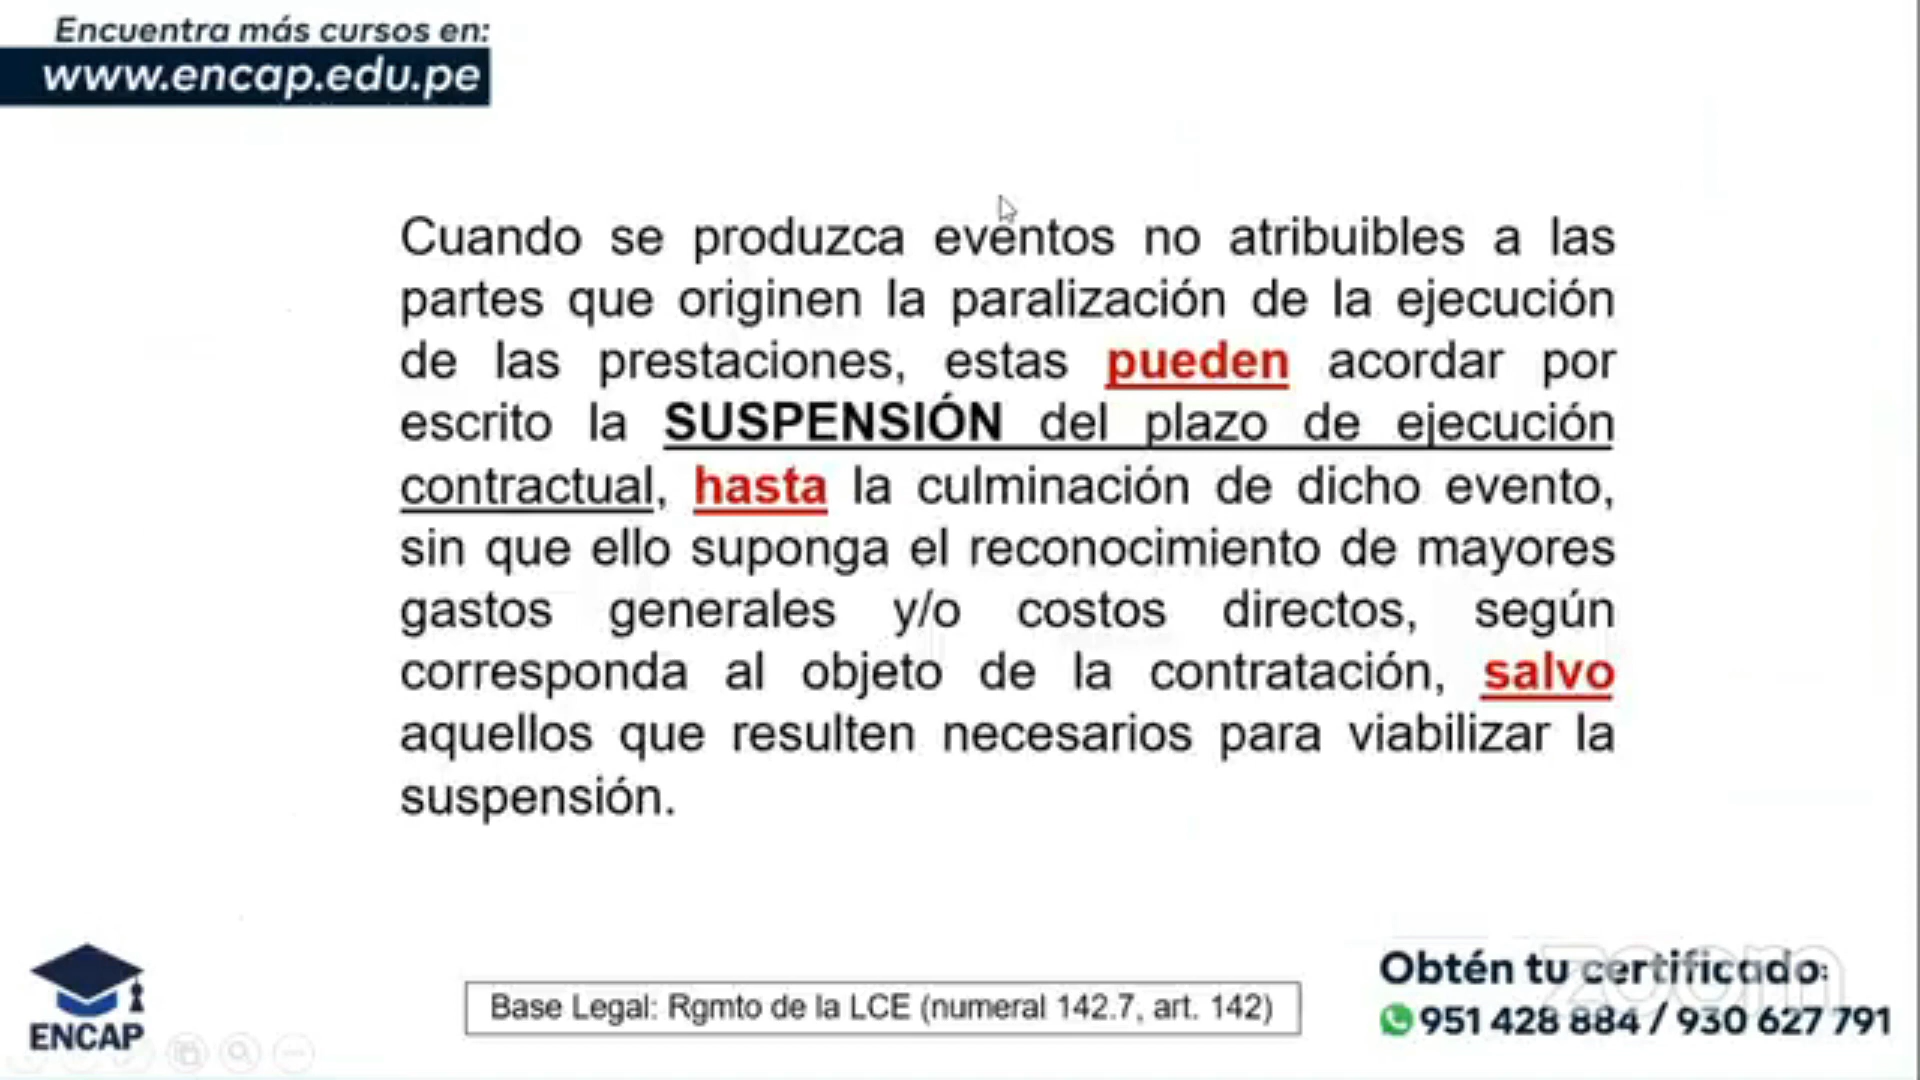 Encuentra más cursos en:
www.encap.edu.pe
Cuando se produzca eventos no atribuibles a las
partes que originen la paralización de la ejecución
de las prestaciones, estas pueden acordar por
escrito la SUSPENSIÓN del plazo de ejecución
contractual, hasta la culminación de dicho evento,
sin que ello suponga el reconocimiento de mayores
gastos generales y/o costos directos, según
corresponda al objeto de la contratación, salvo
aquellos que resulten necesarios para viabilizar la
suspensión.
ENCAP
Base Legal: Rgmto de la LCE (numeral 142.7, art. 142)
Obtén tu certificado:
951 428 884 / 930 627 791
zoom